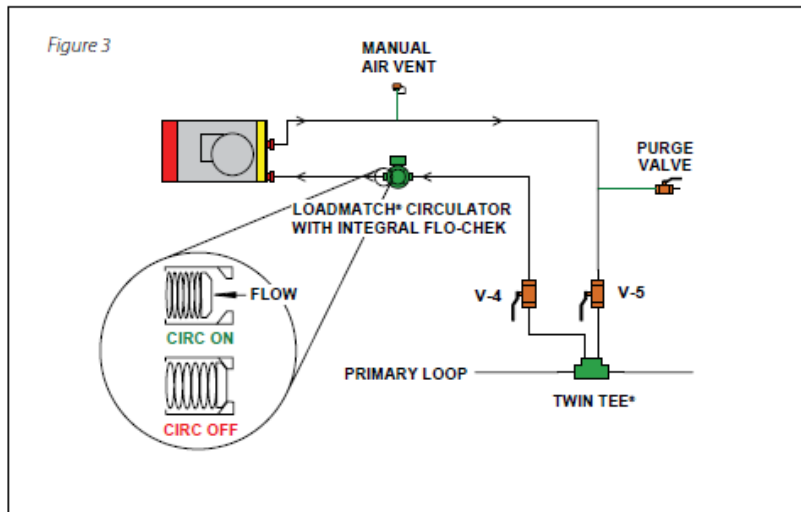 Figure 3
MANUAL
AIR VENT
PURGE
VALVE
LOADMATCH® CIRCULATOR
WITH INTEGRAL FLO-CHEK
FLOW
CIRC ON
CIRC OFF
V-4
V-5
PRIMARY LOOP
TWIN TEE®